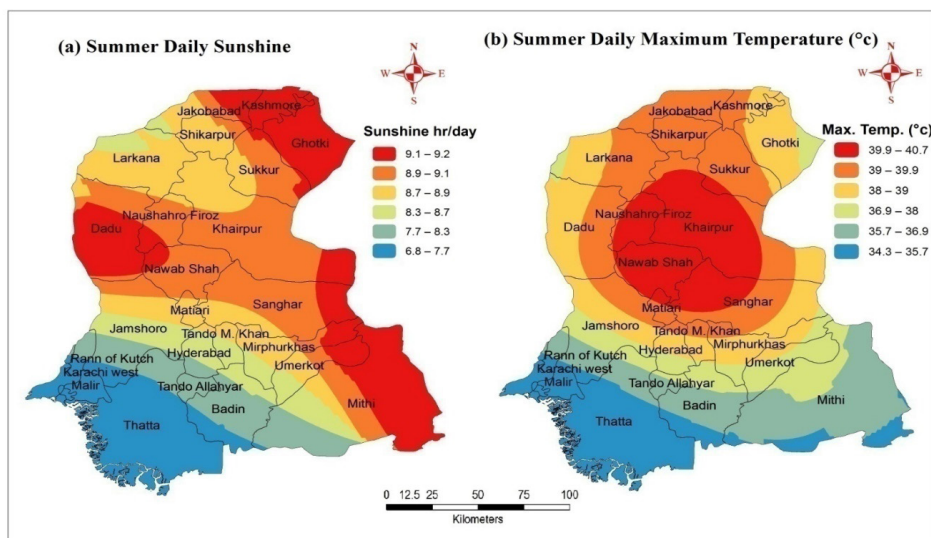 (a) Summer Daily Sunshine
N
W E
S
Sunshine hr/day
9.1 – 9.2
8.9 – 9.1
8.7 – 8.9
8.3 – 8.7
7.7 – 8.3
6.8 – 7.7
Jakobabad
Kashmore
Shikarpur
Ghotki
Larkana
Sukkur
Naushahro Firoz
Dadu
Khairpur
Nawab Shah
Sanghar
Matiari
Jamshoro
Tando M. Khan
Hyderabad
Mirphurkhas
Rann of Kutch
Umerkot
Karachi west
Malir
Tando Allahyar
Mithi
Badin
Thatta
(b) Summer Daily Maximum Temperature (°c)
N
W E
S
Max. Temp. (°c)
39.9 – 40.7
39 – 39.9
38 – 39
36.9 – 38
35.7 – 36.9
34.3 – 35.7
Jakobabad
Kashmore
Shikarpur
Ghotki
Larkana
Sukkur
Naushahro Firoz
Dadu
Khairpur
Nawab Shah
Sanghar
Matiari
Jamshoro
Tando M. Khan
Hyderabad
Mirphurkhas
Rann of Kutch
Umerkot
Karachi west
Malir
Tando Allahyar
Mithi
Badin
Thatta
0 12.5 25 50 75 100
Kilometers